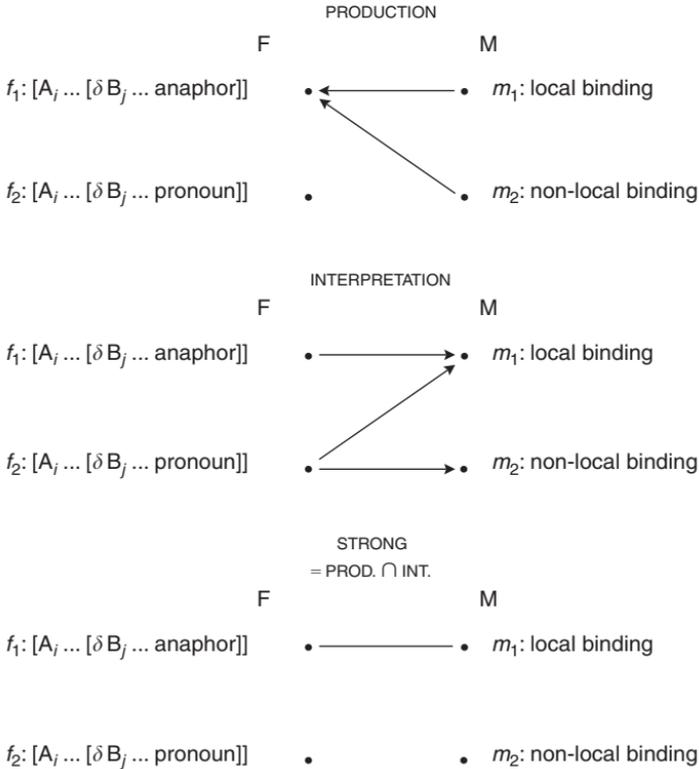 PRODUCTION
F M
f₁: [Aᵢ ... [δ Bⱼ ... anaphor]] m₁: local binding
f₂: [Aᵢ ... [δ Bⱼ ... pronoun]] m₂: non-local binding
INTERPRETATION
F M
f₁: [Aᵢ ... [δ Bⱼ ... anaphor]] m₁: local binding
f₂: [Aᵢ ... [δ Bⱼ ... pronoun]] m₂: non-local binding
STRONG
= PROD. ∩ INT.
F M
f₁: [Aᵢ ... [δ Bⱼ ... anaphor]] m₁: local binding
f₂: [Aᵢ ... [δ Bⱼ ... pronoun]] m₂: non-local binding